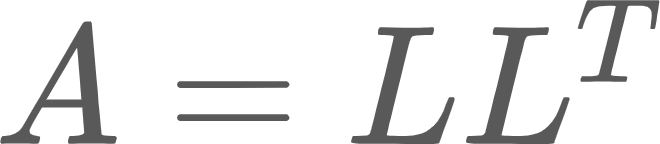 A = LL^T